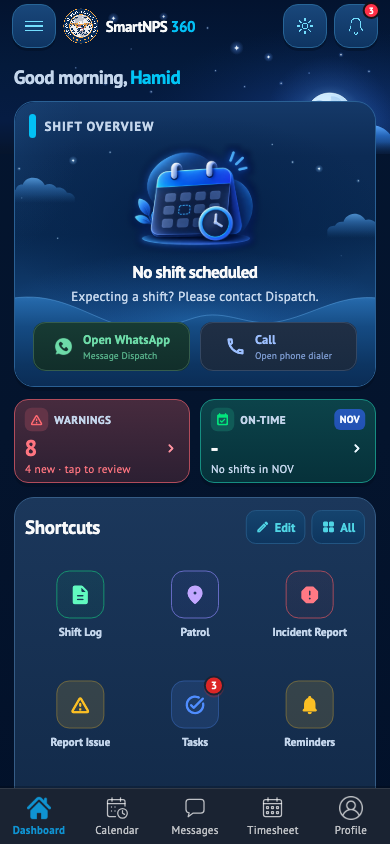 SmartNPS 360
3
Good morning, Hamid
SHIFT OVERVIEW
No shift scheduled
Expecting a shift? Please contact Dispatch.
Open WhatsApp
Message Dispatch
Call
Open phone dialer
WARNINGS
8
4 new · tap to review
ON-TIME
NOV
-
No shifts in NOV
Shortcuts
Edit
All
Shift Log
Patrol
Incident Report
3
Report Issue
Tasks
Reminders
Dashboard
Calendar
Messages
Timesheet
Profile